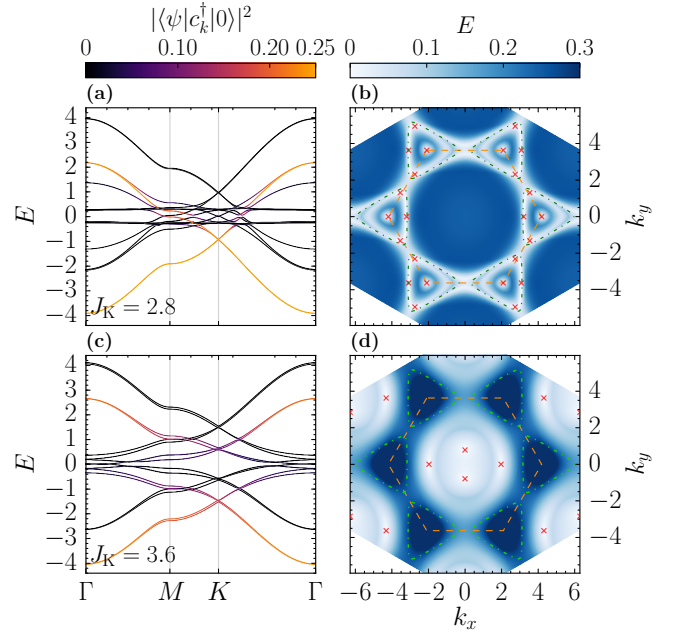 |⟨ψ|c†k|0⟩|² E
0 0.10 0.20 0.25 0 0.1 0.2 0.3
(a) (b)
4
3
2
1
0
−1
−2
−3
−4
E
J_K = 2.8
4
2
0
−2
−4
k_y
(c) (d)
4
3
2
1
0
−1
−2
−3
−4
E
J_K = 3.6
4
2
0
−2
−4
k_y
Γ M K Γ −6 −4 −2 0 2 4 6
k_x